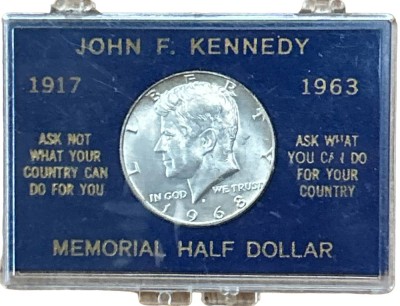 JOHN F. KENNEDY
1917
1963
ASK NOT
WHAT YOUR
COUNTRY CAN
DO FOR YOU
LIBERTY
IN GOD WE TRUST
1968
ASK WHAT
YOU CAN DO
FOR YOUR
COUNTRY
MEMORIAL HALF DOLLAR